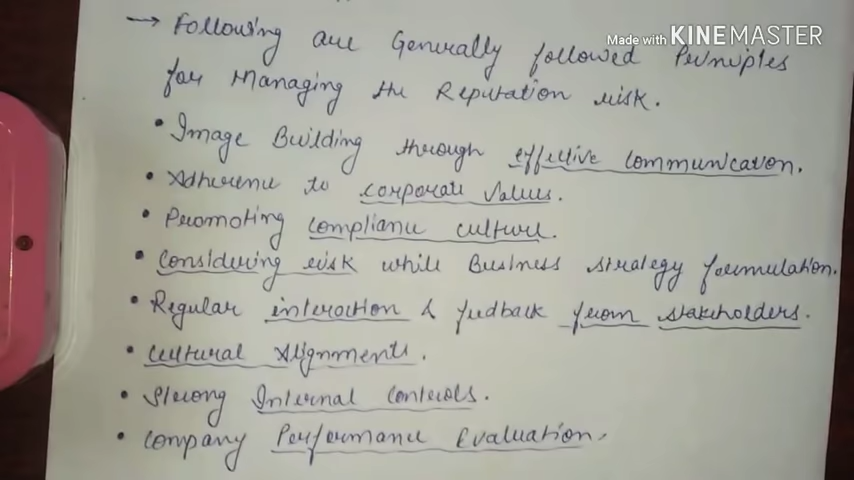 Made with KINEMASTER
→ Following are Generally followed Principles
for Managing the Reputation risk.
• Image Building through effective communication.
• Adherence to corporate values.
• Promoting compliance culture.
• Considering risk while Business strategy formulation.
• Regular interaction & feedback from stakeholders.
• Cultural Alignments.
• Strong Internal Controls.
• Company Performance Evaluation.